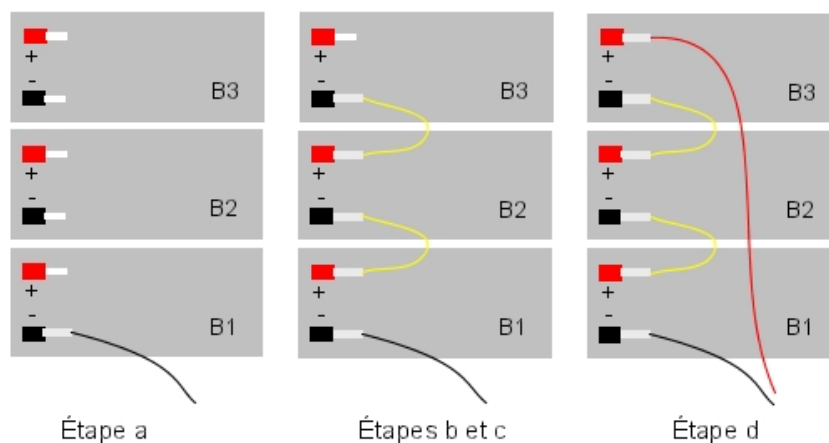 +
-
B3
+
-
B2
+
-
B1
Étape a
+
-
B3
+
-
B2
+
-
B1
Étapes b et c
+
-
B3
+
-
B2
+
-
B1
Étape d